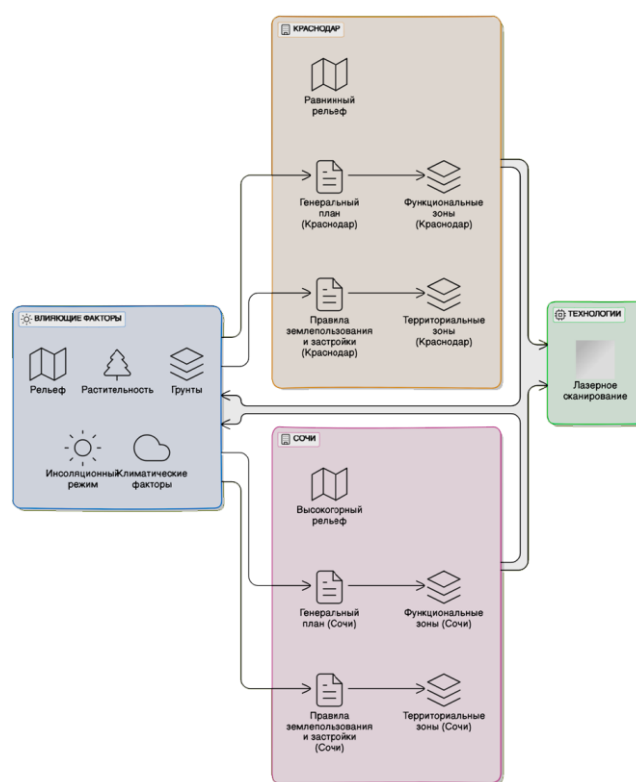 КРАСНОДАР
Равнинный
рельеф
Генеральный
план
(Краснодар)
Функциональные
зоны
(Краснодар)
Правила
землепользования
и застройки
(Краснодар)
Территориальные
зоны
(Краснодар)
ВЛИЯЮЩИЕ ФАКТОРЫ
Рельеф
Растительность
Грунты
Инсоляционный
режим
Климатические
факторы
ТЕХНОЛОГИИ
Лазерное
сканирование
СОЧИ
Высокогорный
рельеф
Генеральный
план (Сочи)
Функциональные
зоны (Сочи)
Правила
землепользования
и застройки
(Сочи)
Территориальные
зоны (Сочи)